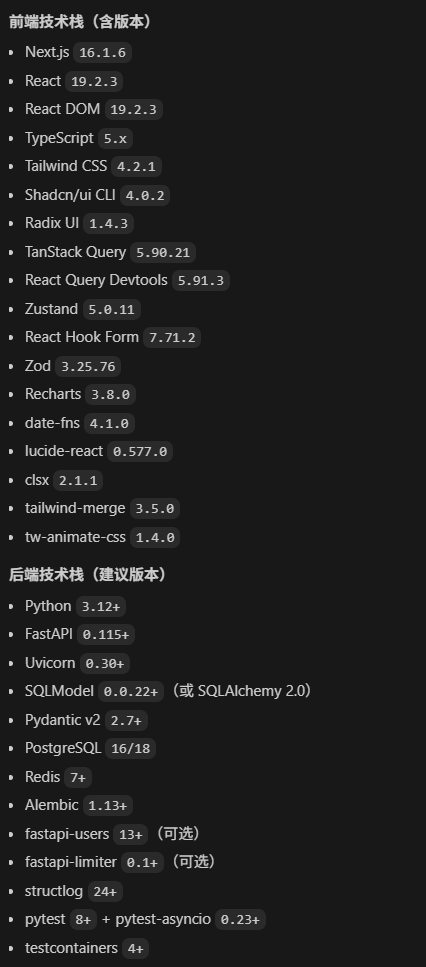 前端技术栈（含版本）
Next.js 16.1.6
React 19.2.3
React DOM 19.2.3
TypeScript 5.x
Tailwind CSS 4.2.1
Shadcn/ui CLI 4.0.2
Radix UI 1.4.3
TanStack Query 5.90.21
React Query Devtools 5.91.3
Zustand 5.0.11
React Hook Form 7.71.2
Zod 3.25.76
Recharts 3.8.0
date-fns 4.1.0
lucide-react 0.577.0
clsx 2.1.1
tailwind-merge 3.5.0
tw-animate-css 1.4.0
后端技术栈（建议版本）
Python 3.12+
FastAPI 0.115+
Uvicorn 0.30+
SQLModel 0.0.22+（或 SQLAlchemy 2.0）
Pydantic v2 2.7+
PostgreSQL 16/18
Redis 7+
Alembic 1.13+
fastapi-users 13+（可选）
fastapi-limiter 0.1+（可选）
structlog 24+
pytest 8+ + pytest-asyncio 0.23+
testcontainers 4+